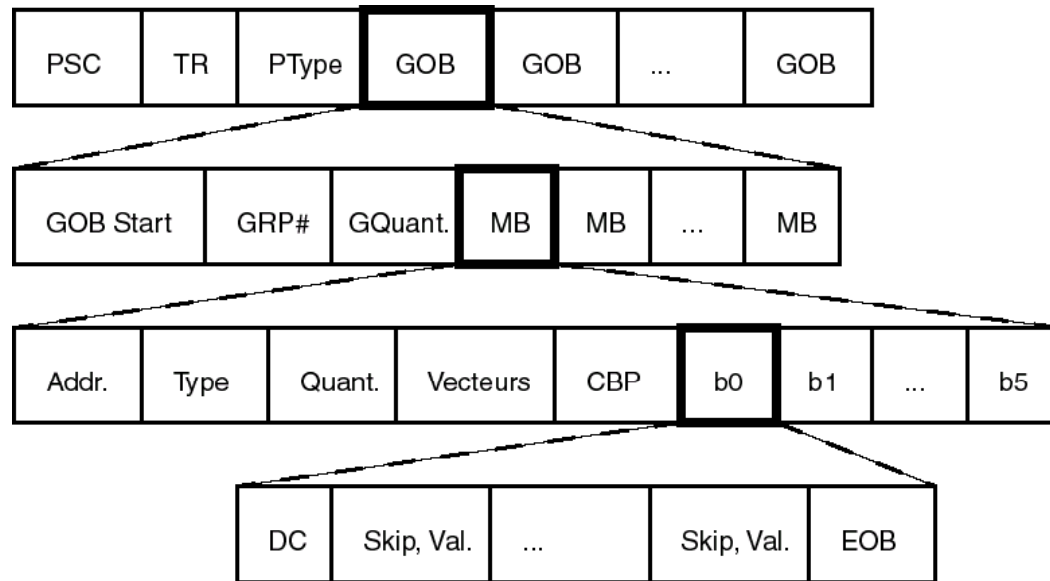 PSC TR PType GOB GOB ... GOB
GOB Start GRP# GQuant. MB MB ... MB
Addr. Type Quant. Vecteurs CBP b0 b1 ... b5
DC Skip, Val. ... Skip, Val. EOB